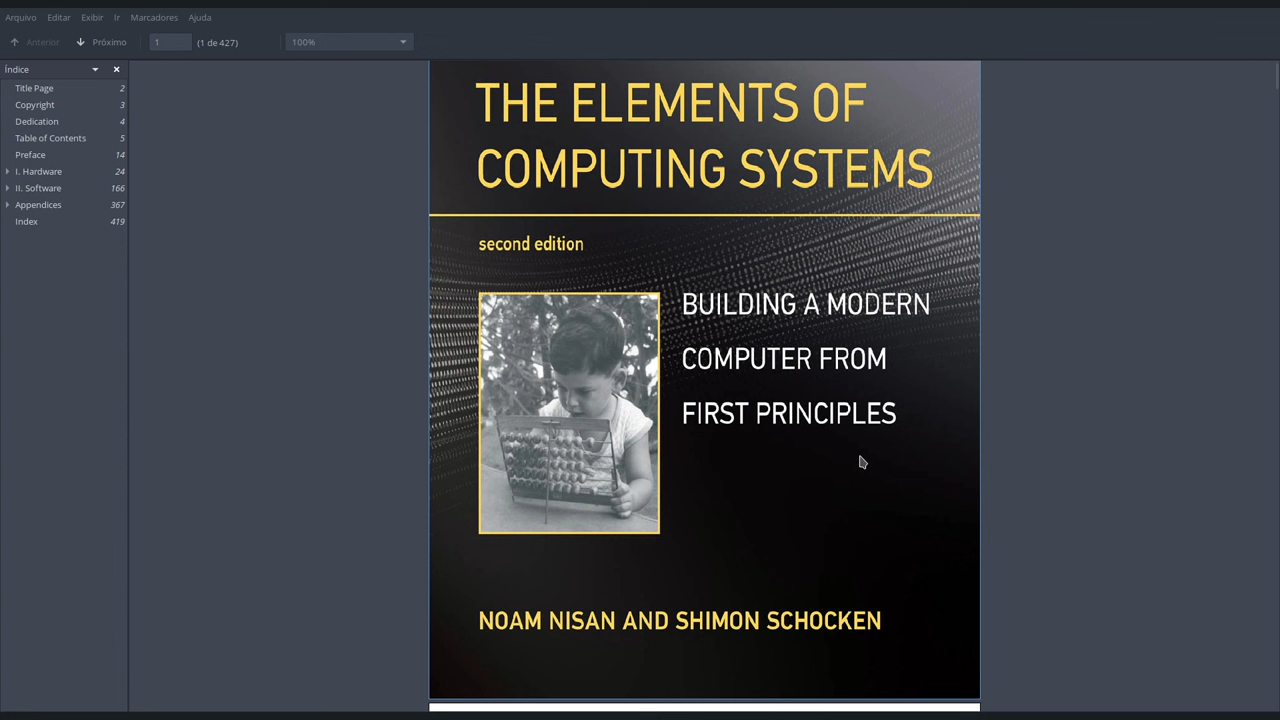 Arquivo Editar Exibir Ir Marcadores Ajuda
Anterior Próximo 1 (1 de 427) 100%
Índice
Title Page 2
Copyright 3
Dedication 4
Table of Contents 5
Preface 14
I. Hardware 24
II. Software 166
Appendices 367
Index 419
THE ELEMENTS OF
COMPUTING SYSTEMS
second edition
BUILDING A MODERN
COMPUTER FROM
FIRST PRINCIPLES
NOAM NISAN AND SHIMON SCHOCKEN